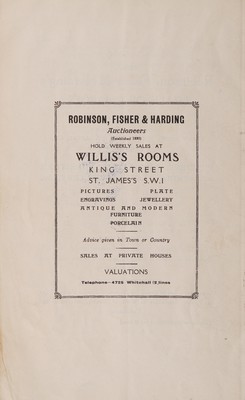 ROBINSON, FISHER & HARDING
Auctioneers
(Established 1830)
HOLD WEEKLY SALES AT
WILLIS'S ROOMS
KING STREET
ST. JAMES'S S.W.1
PICTURES PLATE
ENGRAVINGS JEWELLERY
ANTIQUE AND MODERN
FURNITURE
PORCELAIN
Advice given in Town or Country
SALES AT PRIVATE HOUSES
VALUATIONS
Telephone—4725 Whitehall (2 lines